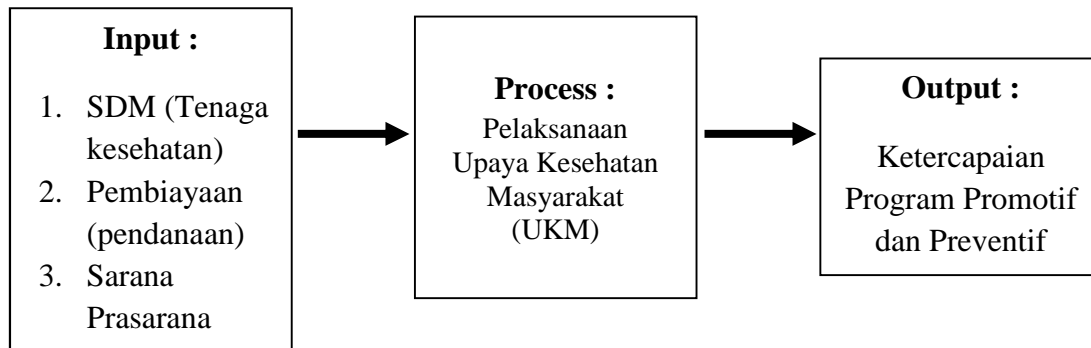 Input :
1. SDM (Tenaga
kesehatan)
2. Pembiayaan
(pendanaan)
3. Sarana
Prasarana
Process :
Pelaksanaan
Upaya Kesehatan
Masyarakat
(UKM)
Output :
Ketercapaian
Program Promotif
dan Preventif